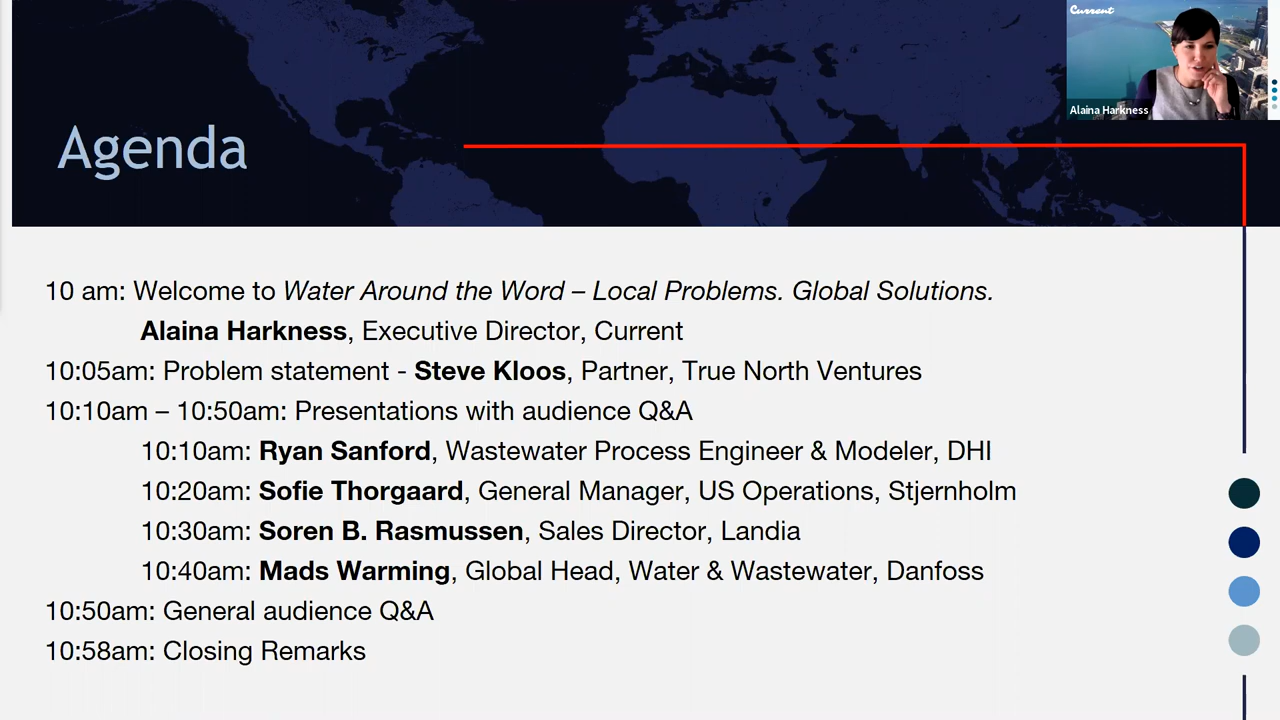 Current
Alaina Harkness
Agenda
10 am: Welcome to Water Around the Word – Local Problems. Global Solutions.
Alaina Harkness, Executive Director, Current
10:05am: Problem statement - Steve Kloos, Partner, True North Ventures
10:10am – 10:50am: Presentations with audience Q&A
10:10am: Ryan Sanford, Wastewater Process Engineer & Modeler, DHI
10:20am: Sofie Thorgaard, General Manager, US Operations, Stjernholm
10:30am: Soren B. Rasmussen, Sales Director, Landia
10:40am: Mads Warming, Global Head, Water & Wastewater, Danfoss
10:50am: General audience Q&A
10:58am: Closing Remarks